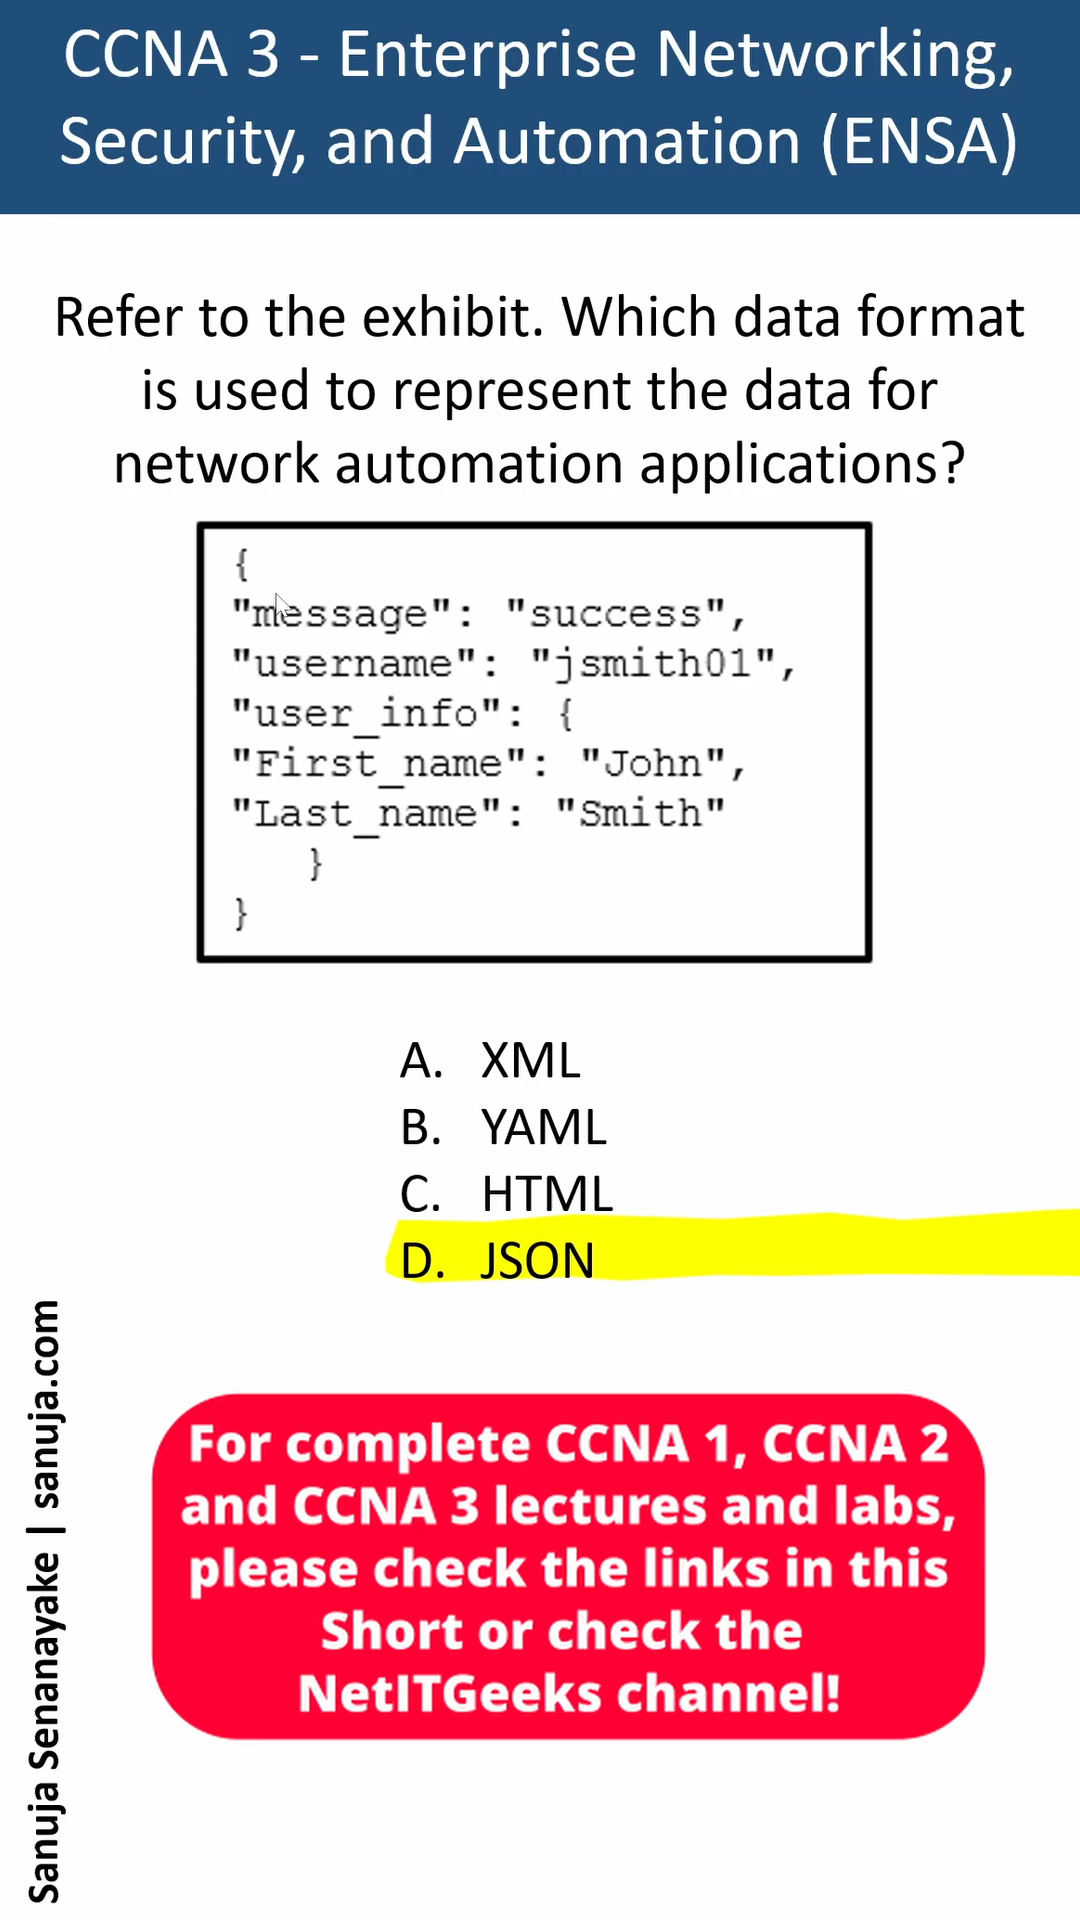 CCNA 3 - Enterprise Networking,
Security, and Automation (ENSA)
Refer to the exhibit. Which data format
is used to represent the data for
network automation applications?
{
"message": "success",
"username": "jsmith01",
"user_info": {
"First_name": "John",
"Last_name": "Smith"
}
}
A. XML
B. YAML
C. HTML
D. JSON
For complete CCNA 1, CCNA 2
and CCNA 3 lectures and labs,
please check the links in this
Short or check the
NetITGeeks channel!
Sanuja Senanayake | sanuja.com